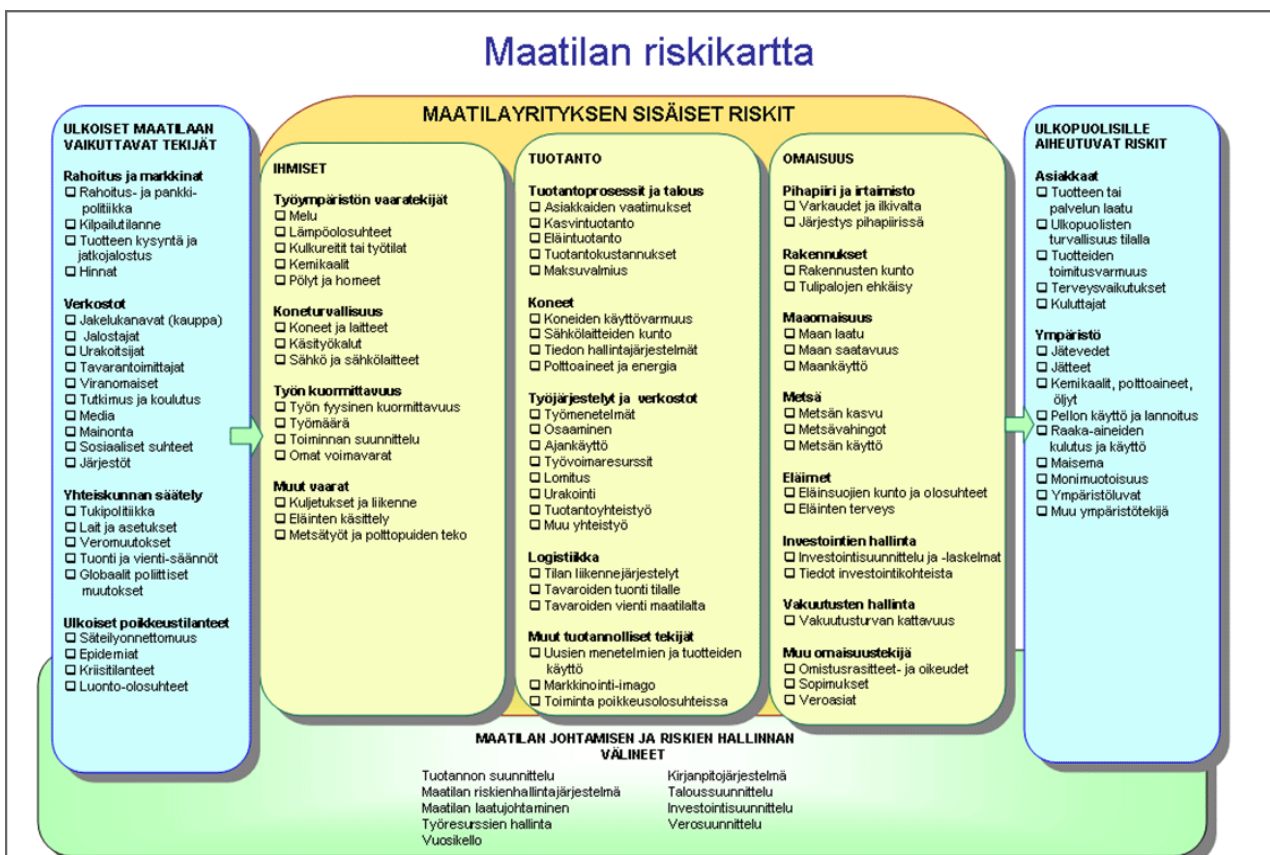 Maatilan riskikartta
ULKOISET MAATILAAN
VAIKUTTAVAT TEKIJÄT
Rahoitus ja markkinat
Rahoitus- ja pankki-
politiikka
Kilpailutilanne
Tuotteen kysyntä ja
jatkojalostus
Hinnat
Verkostot
Jakelukanavat (kauppa)
Jalostajat
Urakoitsijat
Tavarantoimittajat
Viranomaiset
Tutkimus ja koulutus
Media
Mainonta
Sosiaaliset suhteet
Järjestöt
Yhteiskunnan säätely
Tukipolitiikka
Lait ja asetukset
Veromuutokset
Tuonti ja vienti-säännöt
Globaalit poliittiset
muutokset
Ulkoiset poikkeustilanteet
Säteilyonnettomuus
Epidemiat
Kriisitilanteet
Luonto-olosuhteet
MAATILAYRITYKSEN SISÄISET RISKIT
IHMISET
Työympäristön vaaratekijät
Melu
Lämpöolosuhteet
Kulkureitit tai työtilat
Kemikaalit
Pölyt ja homeet
Koneturvallisuus
Koneet ja laitteet
Käsityökalut
Sähkö ja sähkölaitteet
Työn kuormittavuus
Työn fyysinen kuormittavuus
Työmäärä
Toiminnan suunnittelu
Omat voimavarat
Muut vaarat
Kuljetukset ja liikenne
Eläinten käsittely
Metsätyöt ja polttopuiden teko
TUOTANTO
Tuotantoprosessit ja talous
Asiakkaiden vaatimukset
Kasvintuotanto
Eläintuotanto
Tuotantokustannukset
Maksuvalmius
Koneet
Koneiden käyttövarmuus
Sähkölaitteiden kunto
Tiedon hallintajärjestelmät
Polttoaineet ja energia
Työjärjestelyt ja verkostot
Työmenetelmät
Osaaminen
Ajankäyttö
Työvoimaresurssit
Lomitus
Urakointi
Tuotantoyhteistyö
Muu yhteistyö
Logistiikka
Tilan liikennejärjestelyt
Tavaroiden tuonti tilalle
Tavaroiden vienti maatilalta
Muut tuotannolliset tekijät
Uusien menetelmien ja tuotteiden
käyttö
Markkinointi-imago
Toiminta poikkeusolosuhteissa
OMAISUUS
Pihapiiri ja irtaimisto
Varkaudet ja ilkivalta
Järjestys pihapiirissä
Rakennukset
Rakennusten kunto
Tulipalojen ehkäisy
Maaomaisuus
Maan laatu
Maan saatavuus
Maankäyttö
Metsä
Metsän kasvu
Metsävahingot
Metsän käyttö
Eläimet
Eläinsuojien kunto ja olosuhteet
Eläinten terveys
Investointien hallinta
Investointisuunnittelu ja -laskelmat
Tiedot investointikohteista
Vakuutusten hallinta
Vakuutusturvan kattavuus
Muu omaisuustekijä
Omistusrasitteet- ja oikeudet
Sopimukset
Veroasiat
ULKOPUOLISILLE
AIHEUTUVAT RISKIT
Asiakkaat
Tuotteen tai
palvelun laatu
Ulkopuolisten
turvallisuus tilalla
Tuotteiden
toimitusvarmuus
Terveysvaikutukset
Kuluttajat
Ympäristö
Jätevedet
Jätteet
Kemikaalit, polttoaineet,
öljyt
Pellon käyttö ja lannoitus
Raaka-aineiden
kulutus ja käyttö
Maisema
Monimuotoisuus
Ympäristöluvat
Muu ympäristötekijä
MAATILAN JOHTAMISEN JA RISKIEN HALLINNAN
VÄLINEET
Tuotannon suunnittelu
Maatilan riskienhallintajärjestelmä
Maatilan laatujohtaminen
Työresurssien hallinta
Vuosikello
Kirjanpitojärjestelmä
Taloussuunnittelu
Investointisuunnittelu
Verosuunnittelu